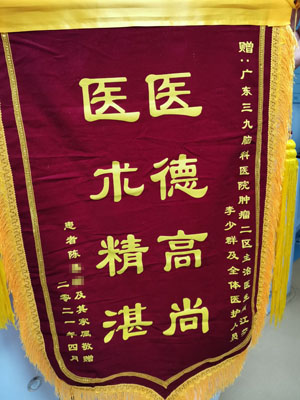 赠：广东三九脑科医院肿瘤二区主治医生
李少群及全体医护人员
医德高尚
医术精湛
患者陈
及其家属敬赠
二零二一年四月